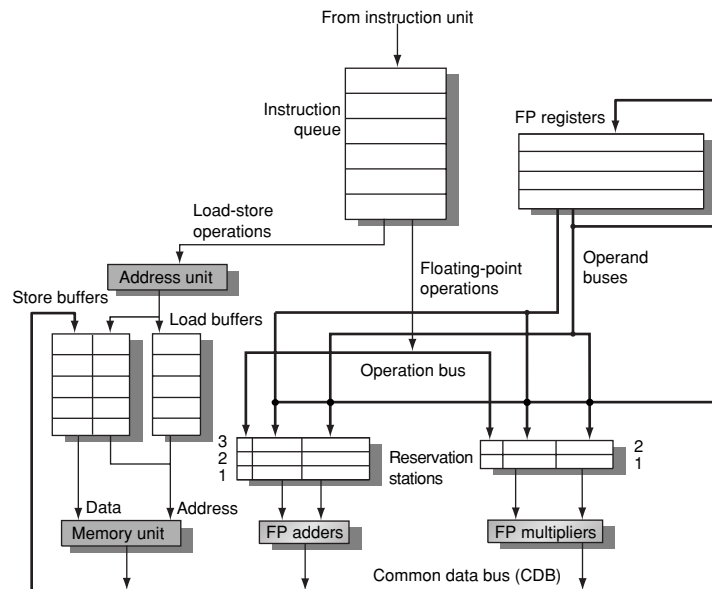 From instruction unit
Instruction
queue
FP registers
Load-store
operations
Address unit
Floating-point
operations
Operand
buses
Store buffers
Load buffers
Operation bus
3
2
1
Reservation
stations
2
1
Data
Address
Memory unit
FP adders
FP multipliers
Common data bus (CDB)